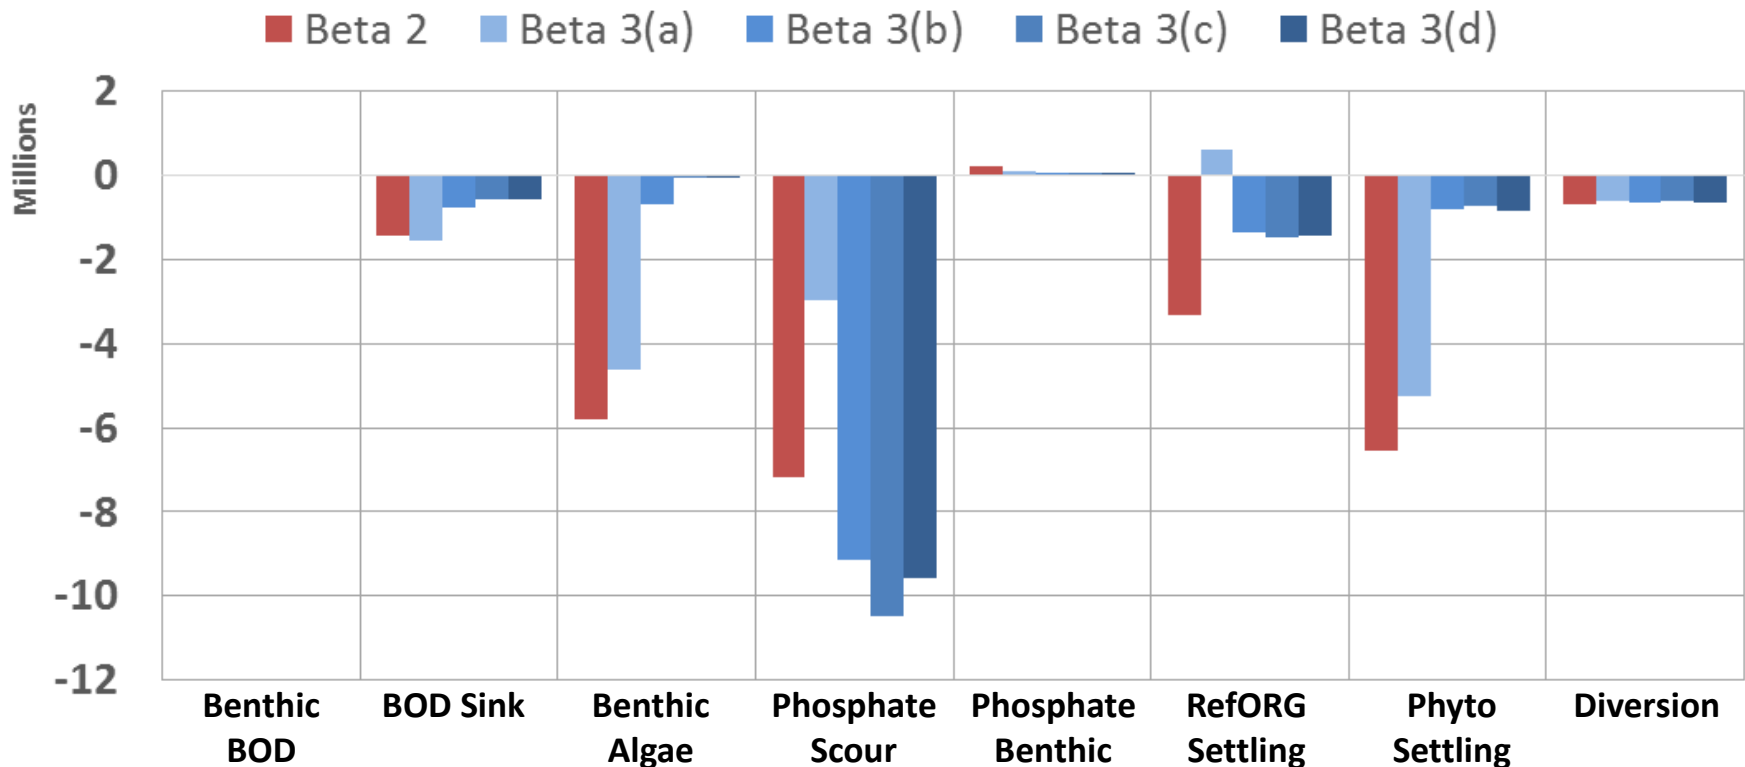 Beta 2 Beta 3(a) Beta 3(b) Beta 3(c) Beta 3(d)
Millions
2
0
-2
-4
-6
-8
-10
-12
Benthic BOD Sink Benthic Phosphate Phosphate RefORG Phyto Diversion
BOD Algae Scour Benthic Settling Settling